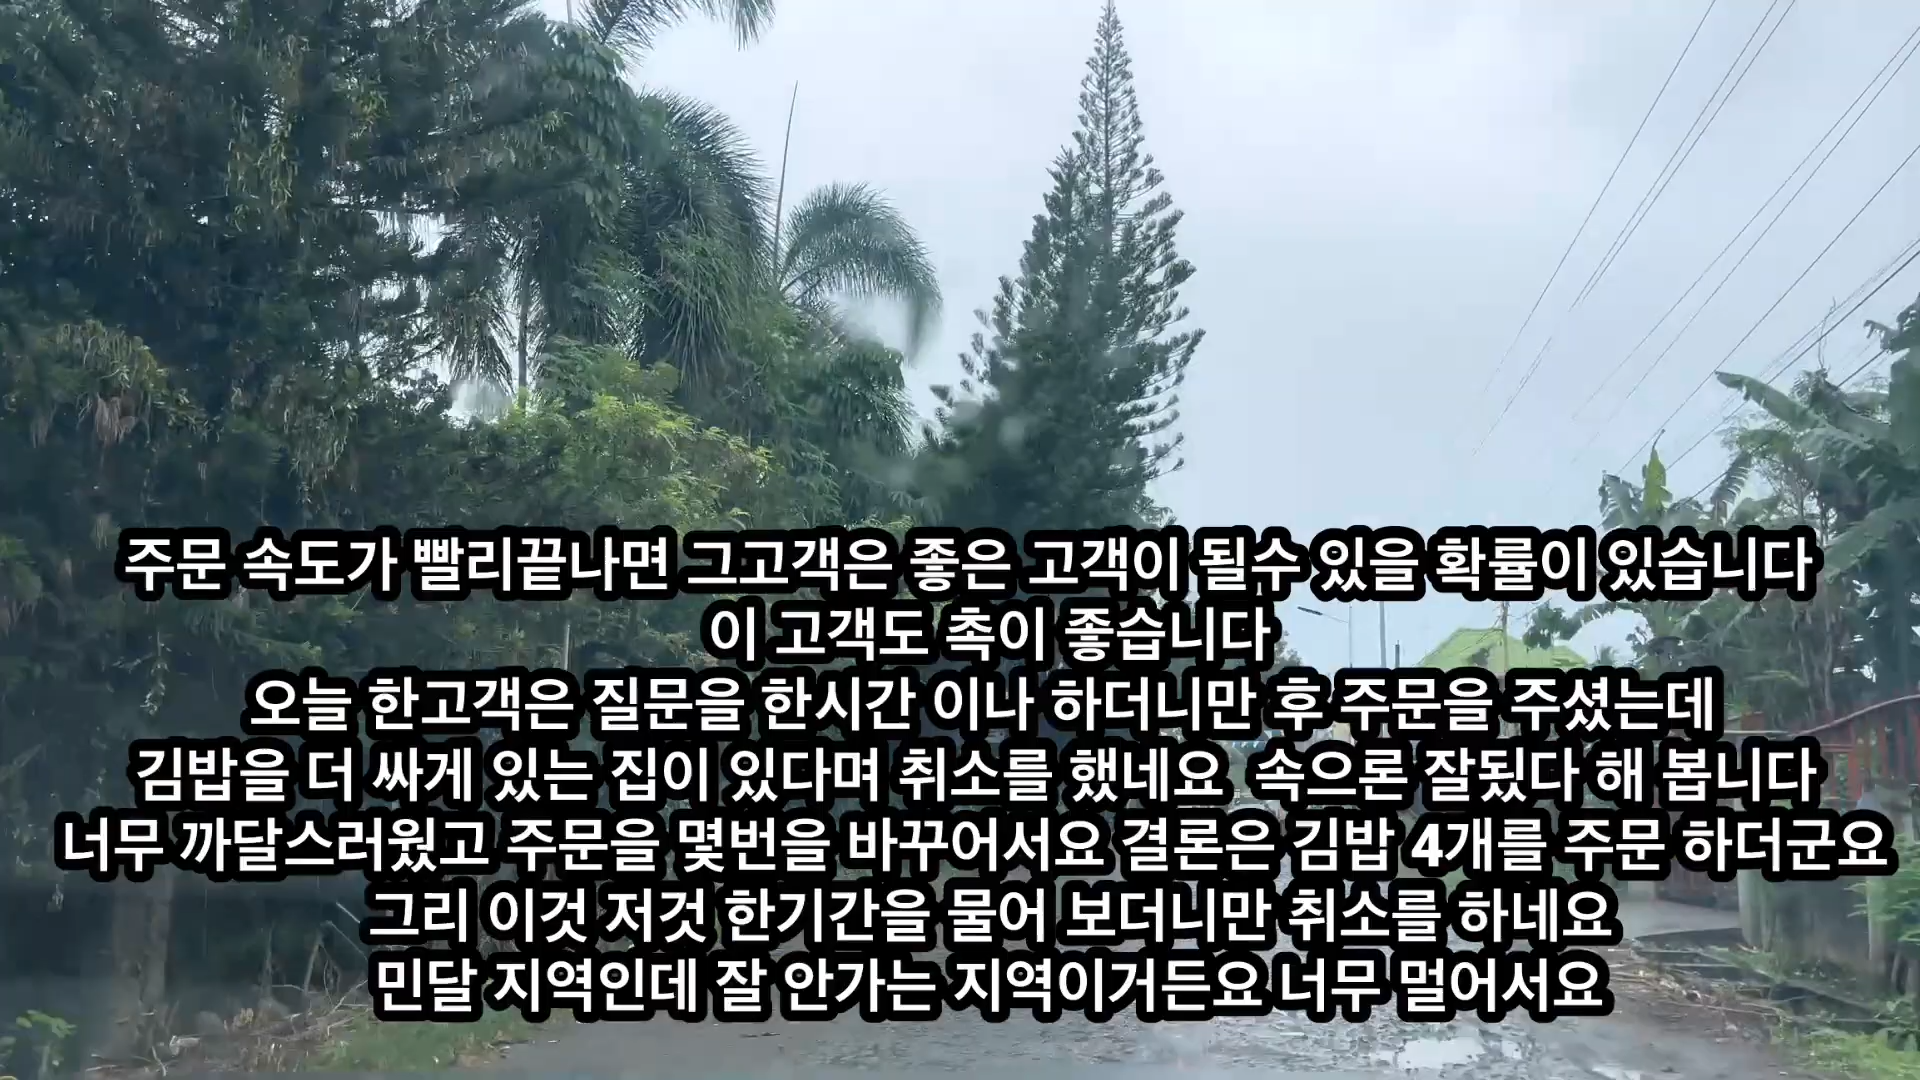 주문 속도가 빨리끝나면 그고객은 좋은 고객이 될수 있을 확률이 있습니다
이 고객도 촉이 좋습니다
오늘 한고객은 질문을 한시간 이나 하더니만 후 주문을 주셨는데
김밥을 더 싸게 있는 집이 있다며 취소를 했네요 속으론 잘됬다 해 봅니다
너무 까달스러웠고 주문을 몇번을 바꾸어서요 결론은 김밥 4개를 주문 하더군요
그리 이것 저것 한기간을 물어 보더니만 취소를 하네요
민달 지역인데 잘 안가는 지역이거든요 너무 멀어서요